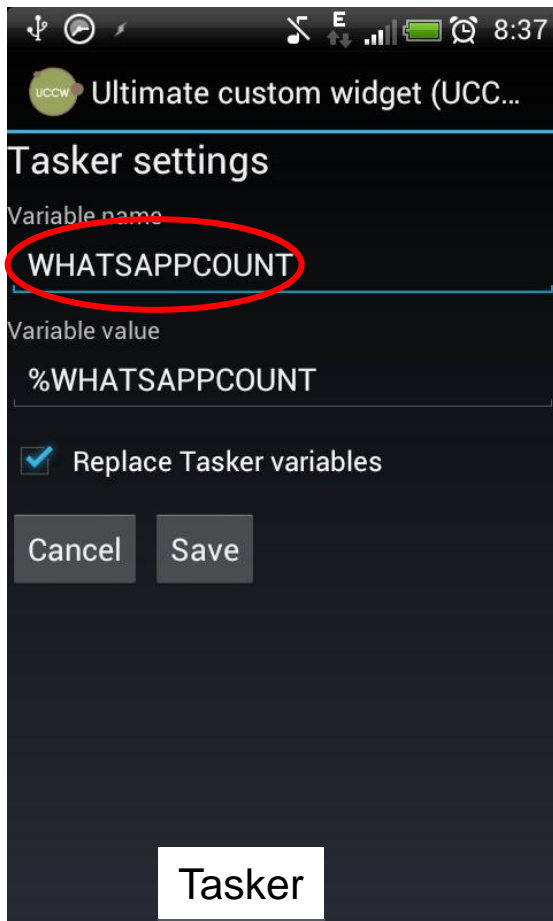 E 8:37
uccw Ultimate custom widget (UCC...
Tasker settings
Variable name
WHATSAPPCOUNT
Variable value
%WHATSAPPCOUNT
Replace Tasker variables
Cancel Save
Tasker